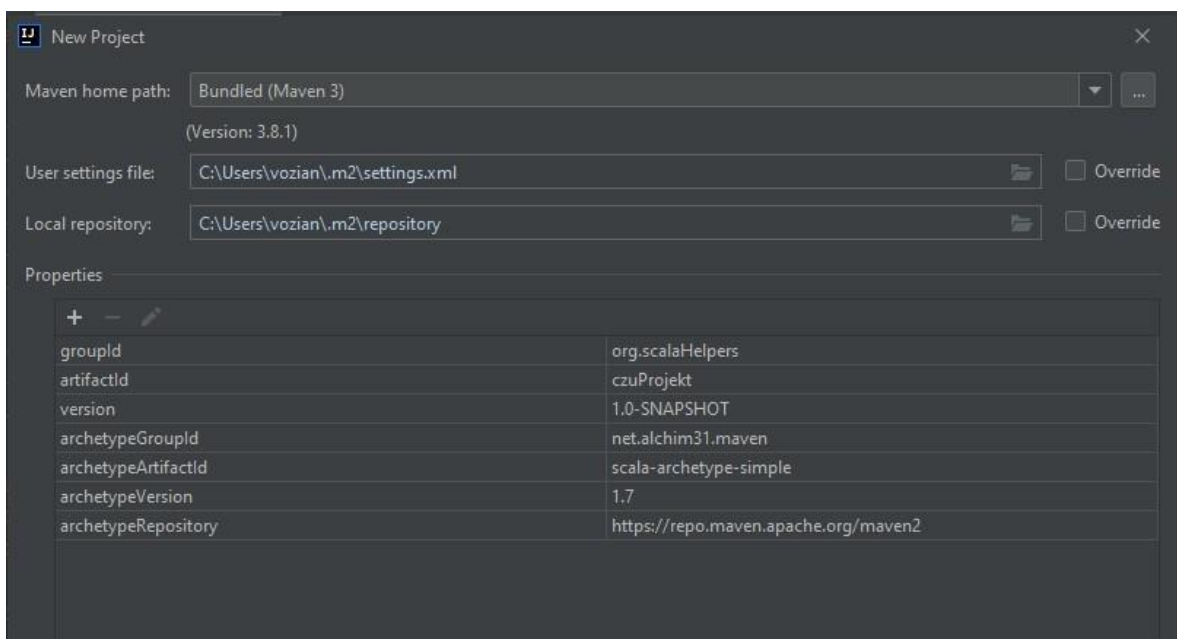 New Project
Maven home path: Bundled (Maven 3) ...
(Version: 3.8.1)
User settings file: C:\Users\vozian\.m2\settings.xml Override
Local repository: C:\Users\vozian\.m2\repository Override
Properties
groupId org.scalaHelpers
artifactId czuProjekt
version 1.0-SNAPSHOT
archetypeGroupId net.alchim31.maven
archetypeArtifactId scala-archetype-simple
archetypeVersion 1.7
archetypeRepository https://repo.maven.apache.org/maven2